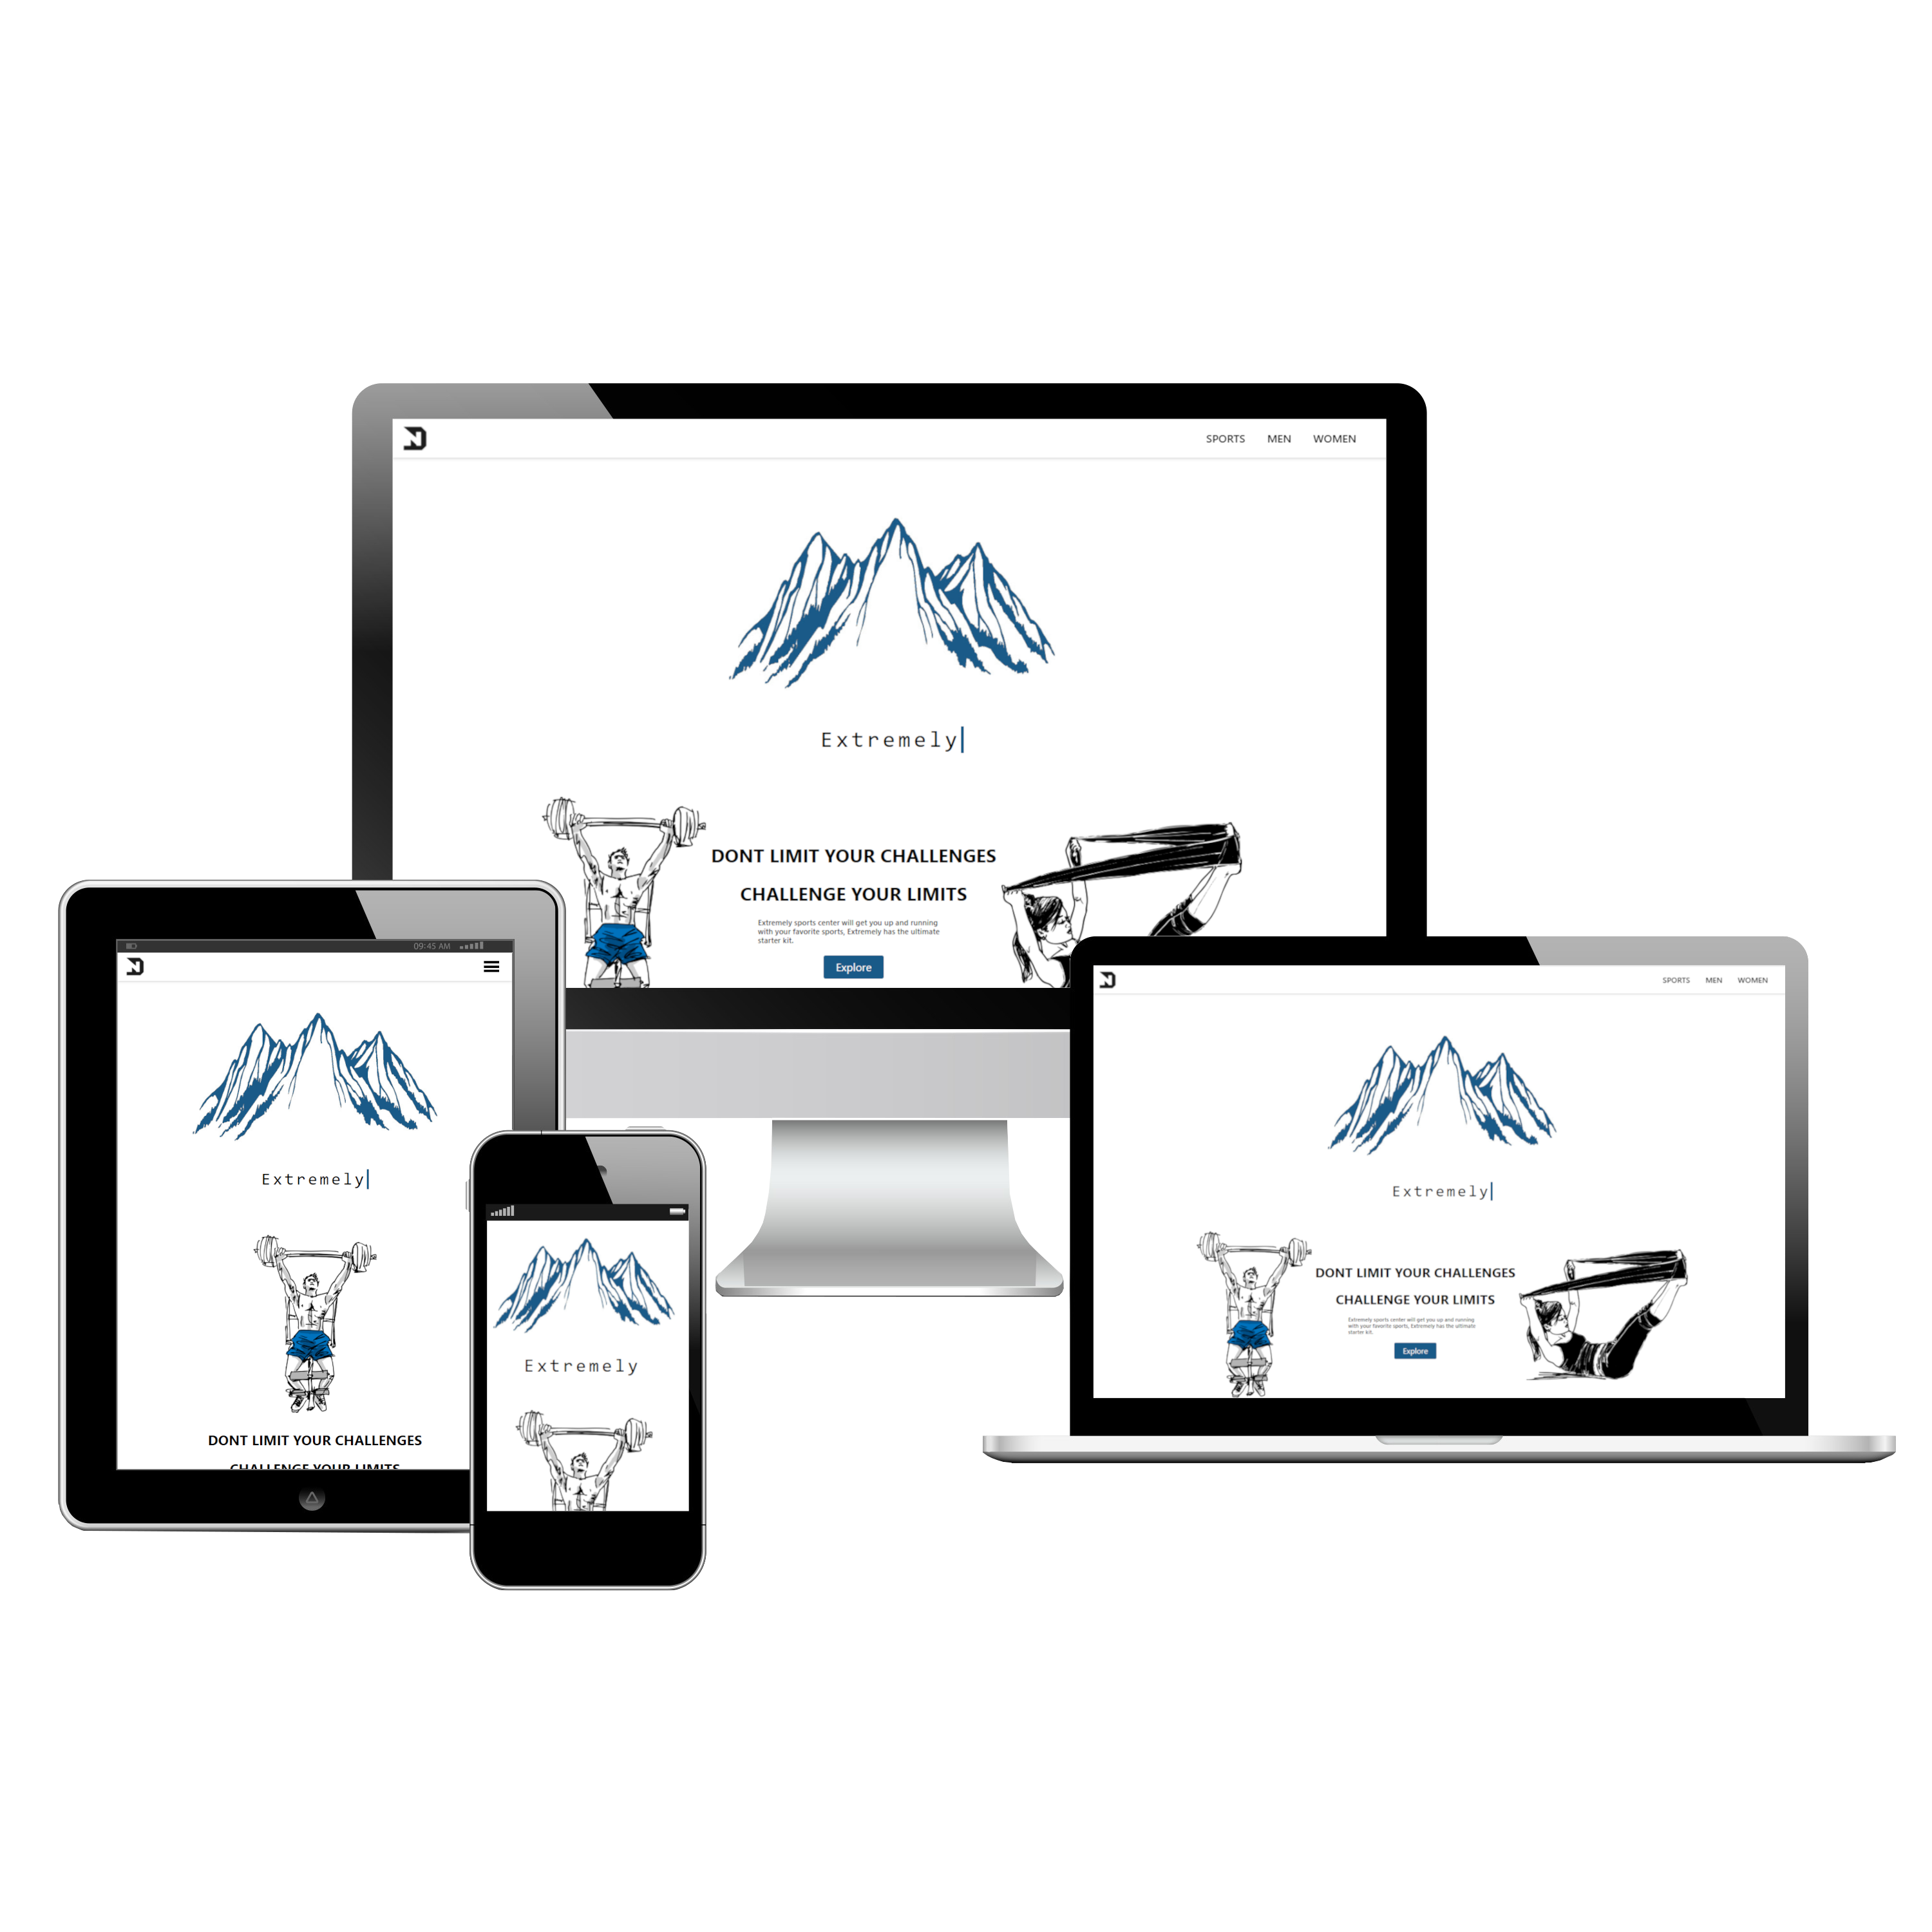 SPORTS MEN WOMEN
Extremely
DONT LIMIT YOUR CHALLENGES
CHALLENGE YOUR LIMITS
Extremely sports center will get you up and running
with your favorite sports, Extremely has the ultimate
starter kit.
Explore
09:45 AM
Extremely
DONT LIMIT YOUR CHALLENGES
CHALLENGE YOUR LIMITS
Extremely
SPORTS MEN WOMEN
Extremely
DONT LIMIT YOUR CHALLENGES
CHALLENGE YOUR LIMITS
Extremely sports center will get you up and running
with your favorite sports, Extremely has the ultimate
starter kit.
Explore